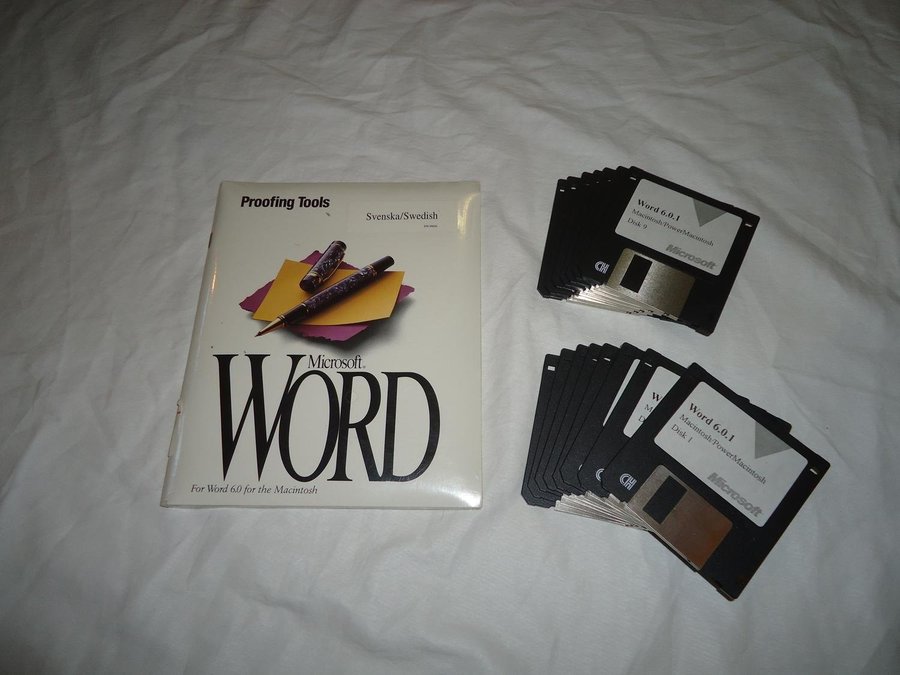 Proofing Tools
Svenska/Swedish
Microsoft®
WORD
For Word 6.0 for the Macintosh
Word 6.0.1
Macintosh/PowerMacintosh
Disk 9
Microsoft
W
M
Word 6.0.1
Macintosh/PowerMacintosh
Disk 1
Microsoft